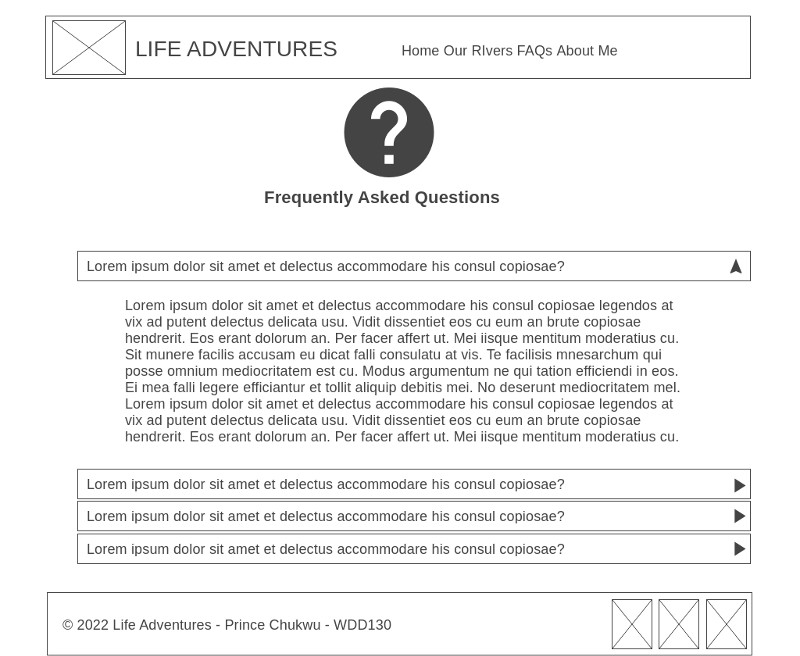 LIFE ADVENTURES
Home Our RIvers FAQs About Me
?
Frequently Asked Questions
Lorem ipsum dolor sit amet et delectus accommodare his consul copiosae?
Lorem ipsum dolor sit amet et delectus accommodare his consul copiosae legendos at
vix ad putent delectus delicata usu. Vidit dissentiet eos cu eum an brute copiosae
hendrerit. Eos erant dolorum an. Per facer affert ut. Mei iisque mentitum moderatius cu.
Sit munere facilis accusam eu dicat falli consulatu at vis. Te facilisis mnesarchum qui
posse omnium mediocritatem est cu. Modus argumentum ne qui tation efficiendi in eos.
Ei mea falli legere efficiantur et tollit aliquip debitis mei. No deserunt mediocritatem mel.
Lorem ipsum dolor sit amet et delectus accommodare his consul copiosae legendos at
vix ad putent delectus delicata usu. Vidit dissentiet eos cu eum an brute copiosae
hendrerit. Eos erant dolorum an. Per facer affert ut. Mei iisque mentitum moderatius cu.
Lorem ipsum dolor sit amet et delectus accommodare his consul copiosae?
Lorem ipsum dolor sit amet et delectus accommodare his consul copiosae?
Lorem ipsum dolor sit amet et delectus accommodare his consul copiosae?
© 2022 Life Adventures - Prince Chukwu - WDD130